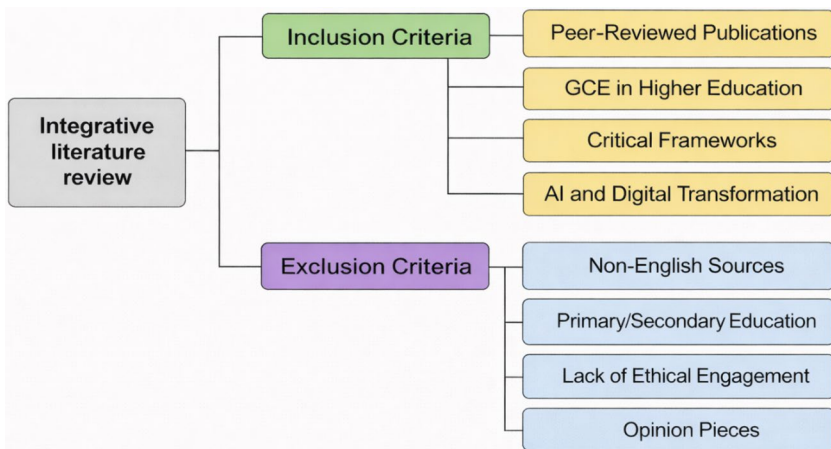 Integrative
literature
review
Inclusion Criteria
Peer-Reviewed Publications
GCE in Higher Education
Critical Frameworks
AI and Digital Transformation
Exclusion Criteria
Non-English Sources
Primary/Secondary Education
Lack of Ethical Engagement
Opinion Pieces